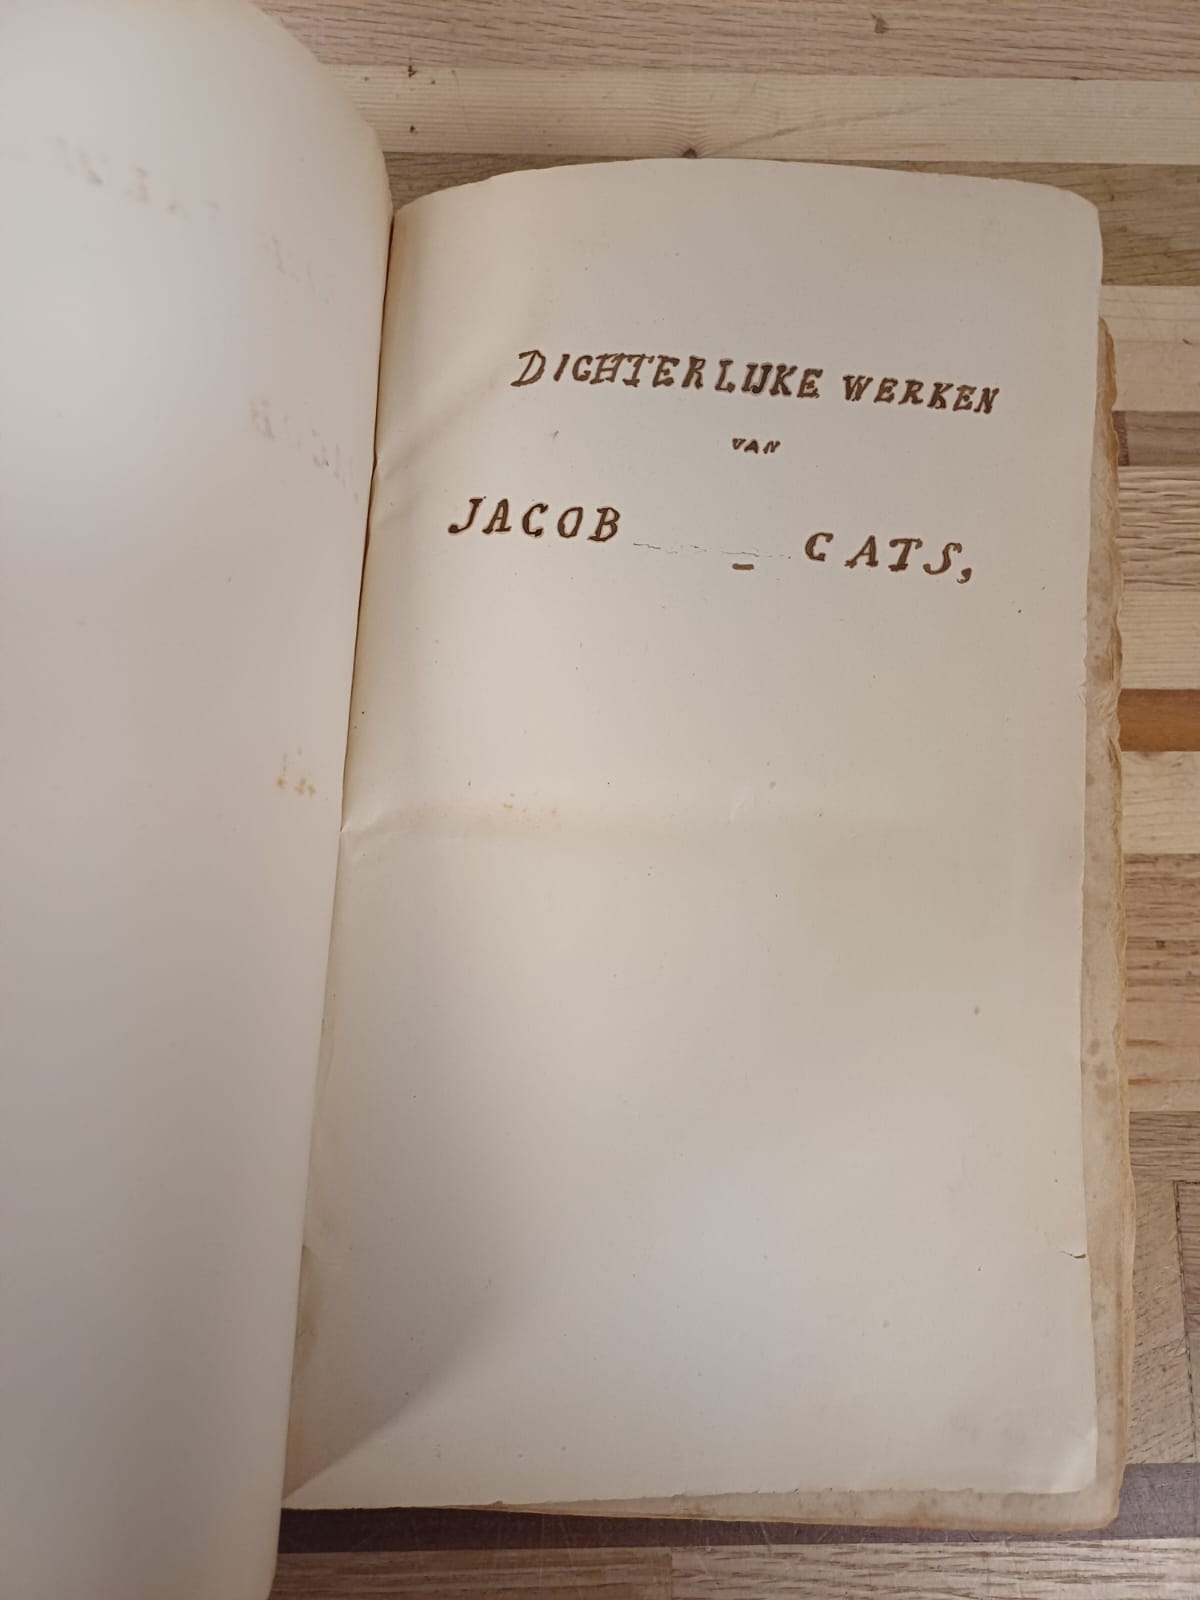 DICHTERLIJKE WERKEN
VAN
JACOB CATS,